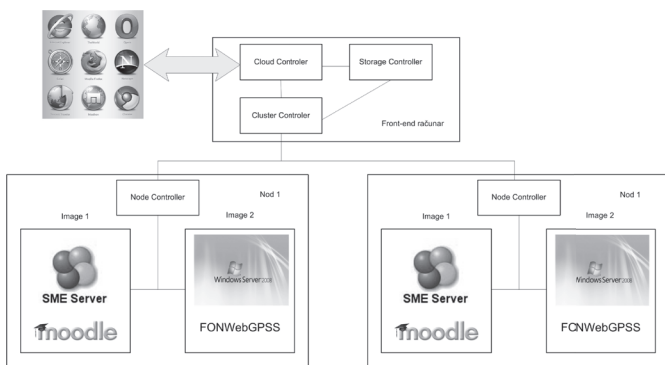 Cloud Controler
Storage Controller
Cluster Controler
Front-end računar
Node Controller
Nod 1
Image 1
Image 2
SME Server
moodle
Windows Server 2008
FONWebGPSS
Node Controller
Nod 1
Image 1
Image 2
SME Server
moodle
Windows Server 2008
FONWebGPSS